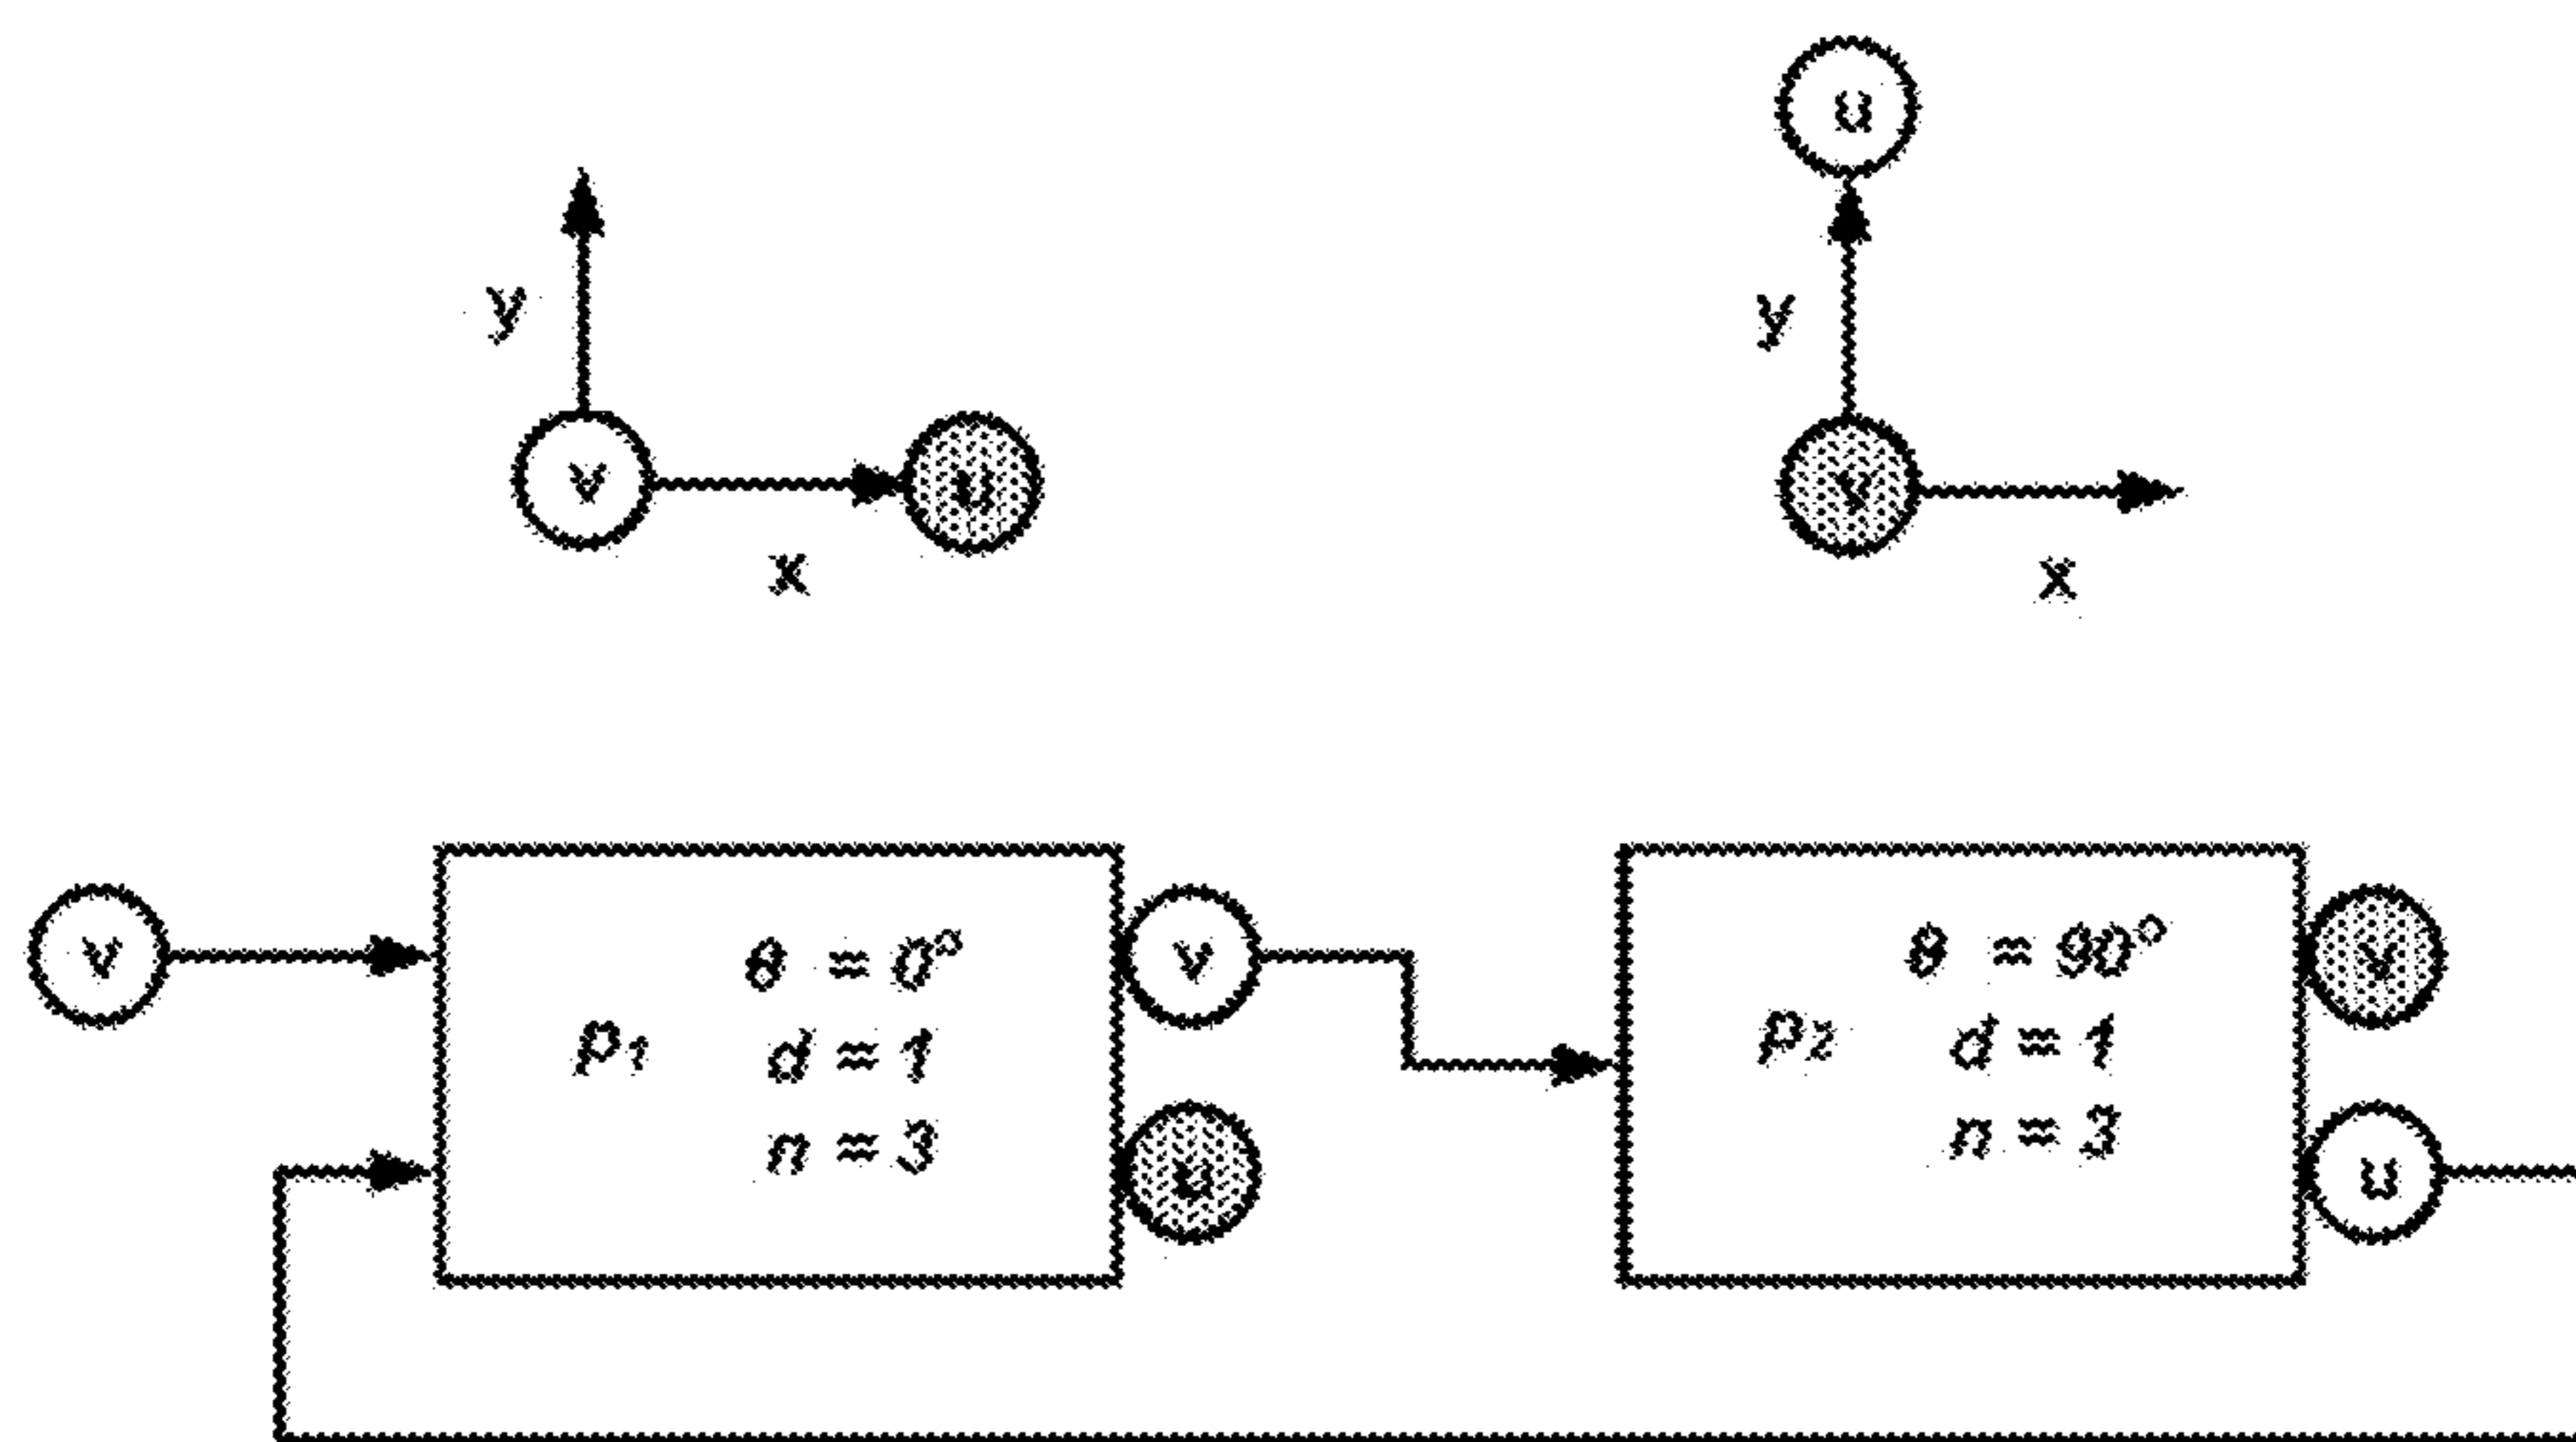 u
y
y
v
u
v
x
x
v
θ = 0°
p₁
d = 1
n = 3
v
u
θ = 90°
p₂
d = 1
n = 3
v
u